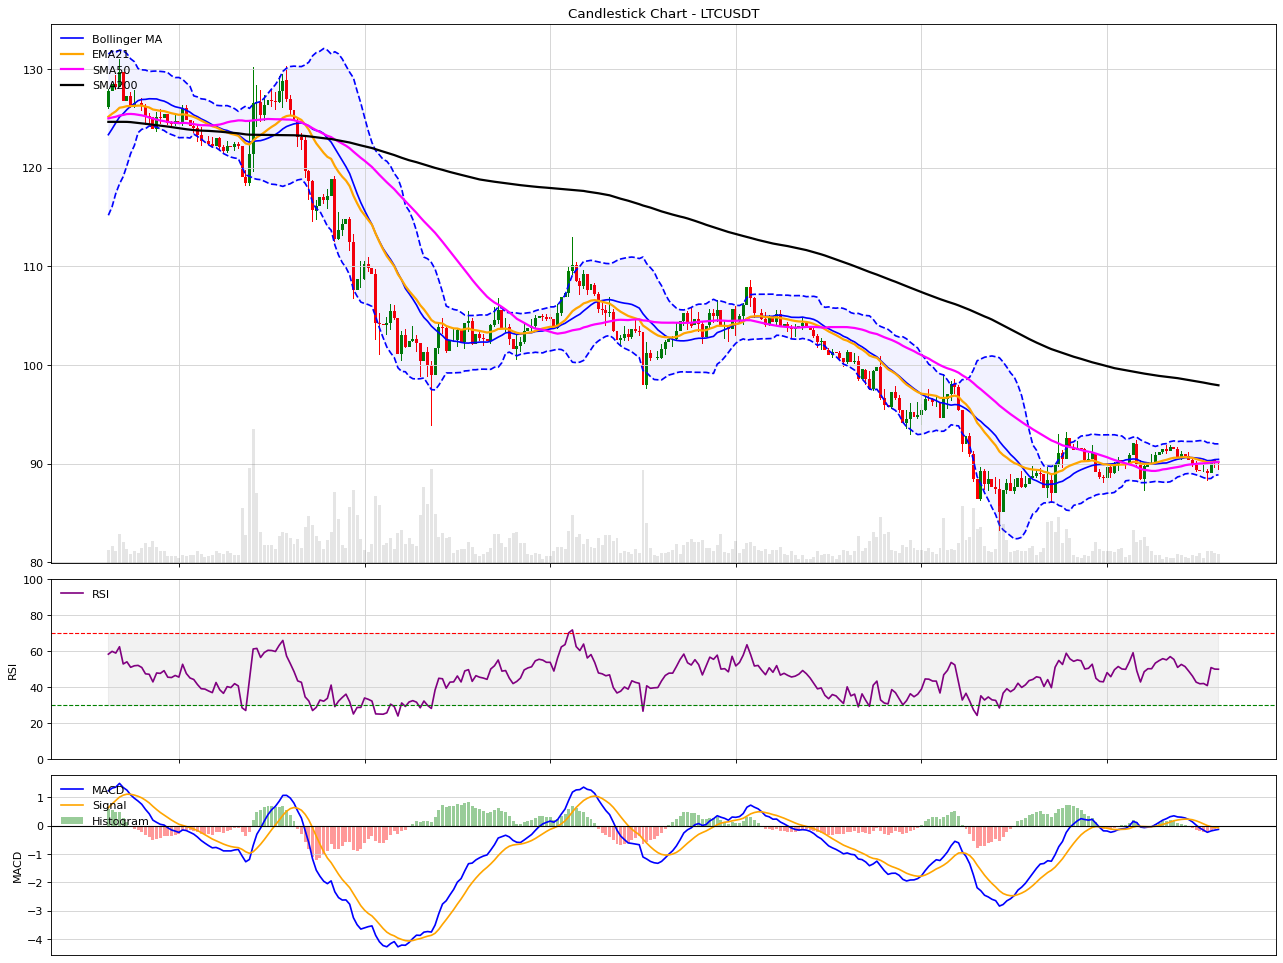 Candlestick Chart - LTCUSDT
Bollinger MA
EMA21
SMA50
SMA200
130
120
110
100
90
80
RSI
100
80
60
40
20
0
RSI
MACD
Signal
Histogram
1
0
−1
−2
−3
−4
MACD